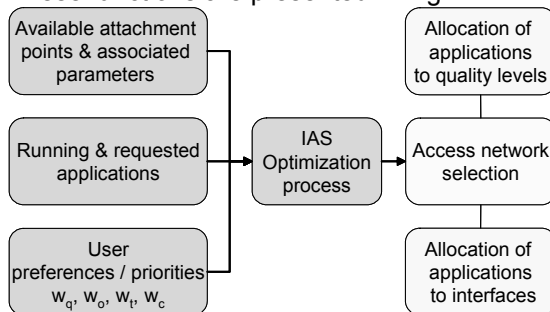 Available attachment
points & associated
parameters
Running & requested
applications
User
preferences / priorities
w_q, w_o, w_t, w_c
IAS
Optimization
process
Allocation of
applications
to quality levels
Access network
selection
Allocation of
applications
to interfaces